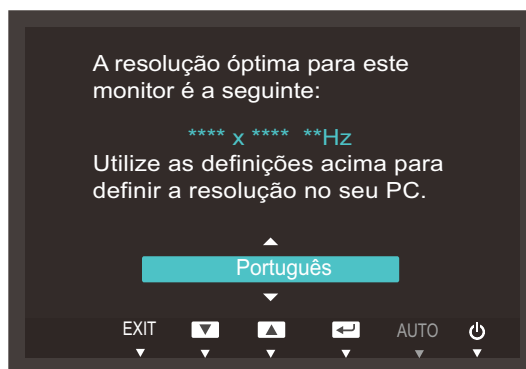 A resolução óptima para este
monitor é a seguinte:
**** x **** **Hz
Utilize as definições acima para
definir a resolução no seu PC.
Português
EXIT AUTO